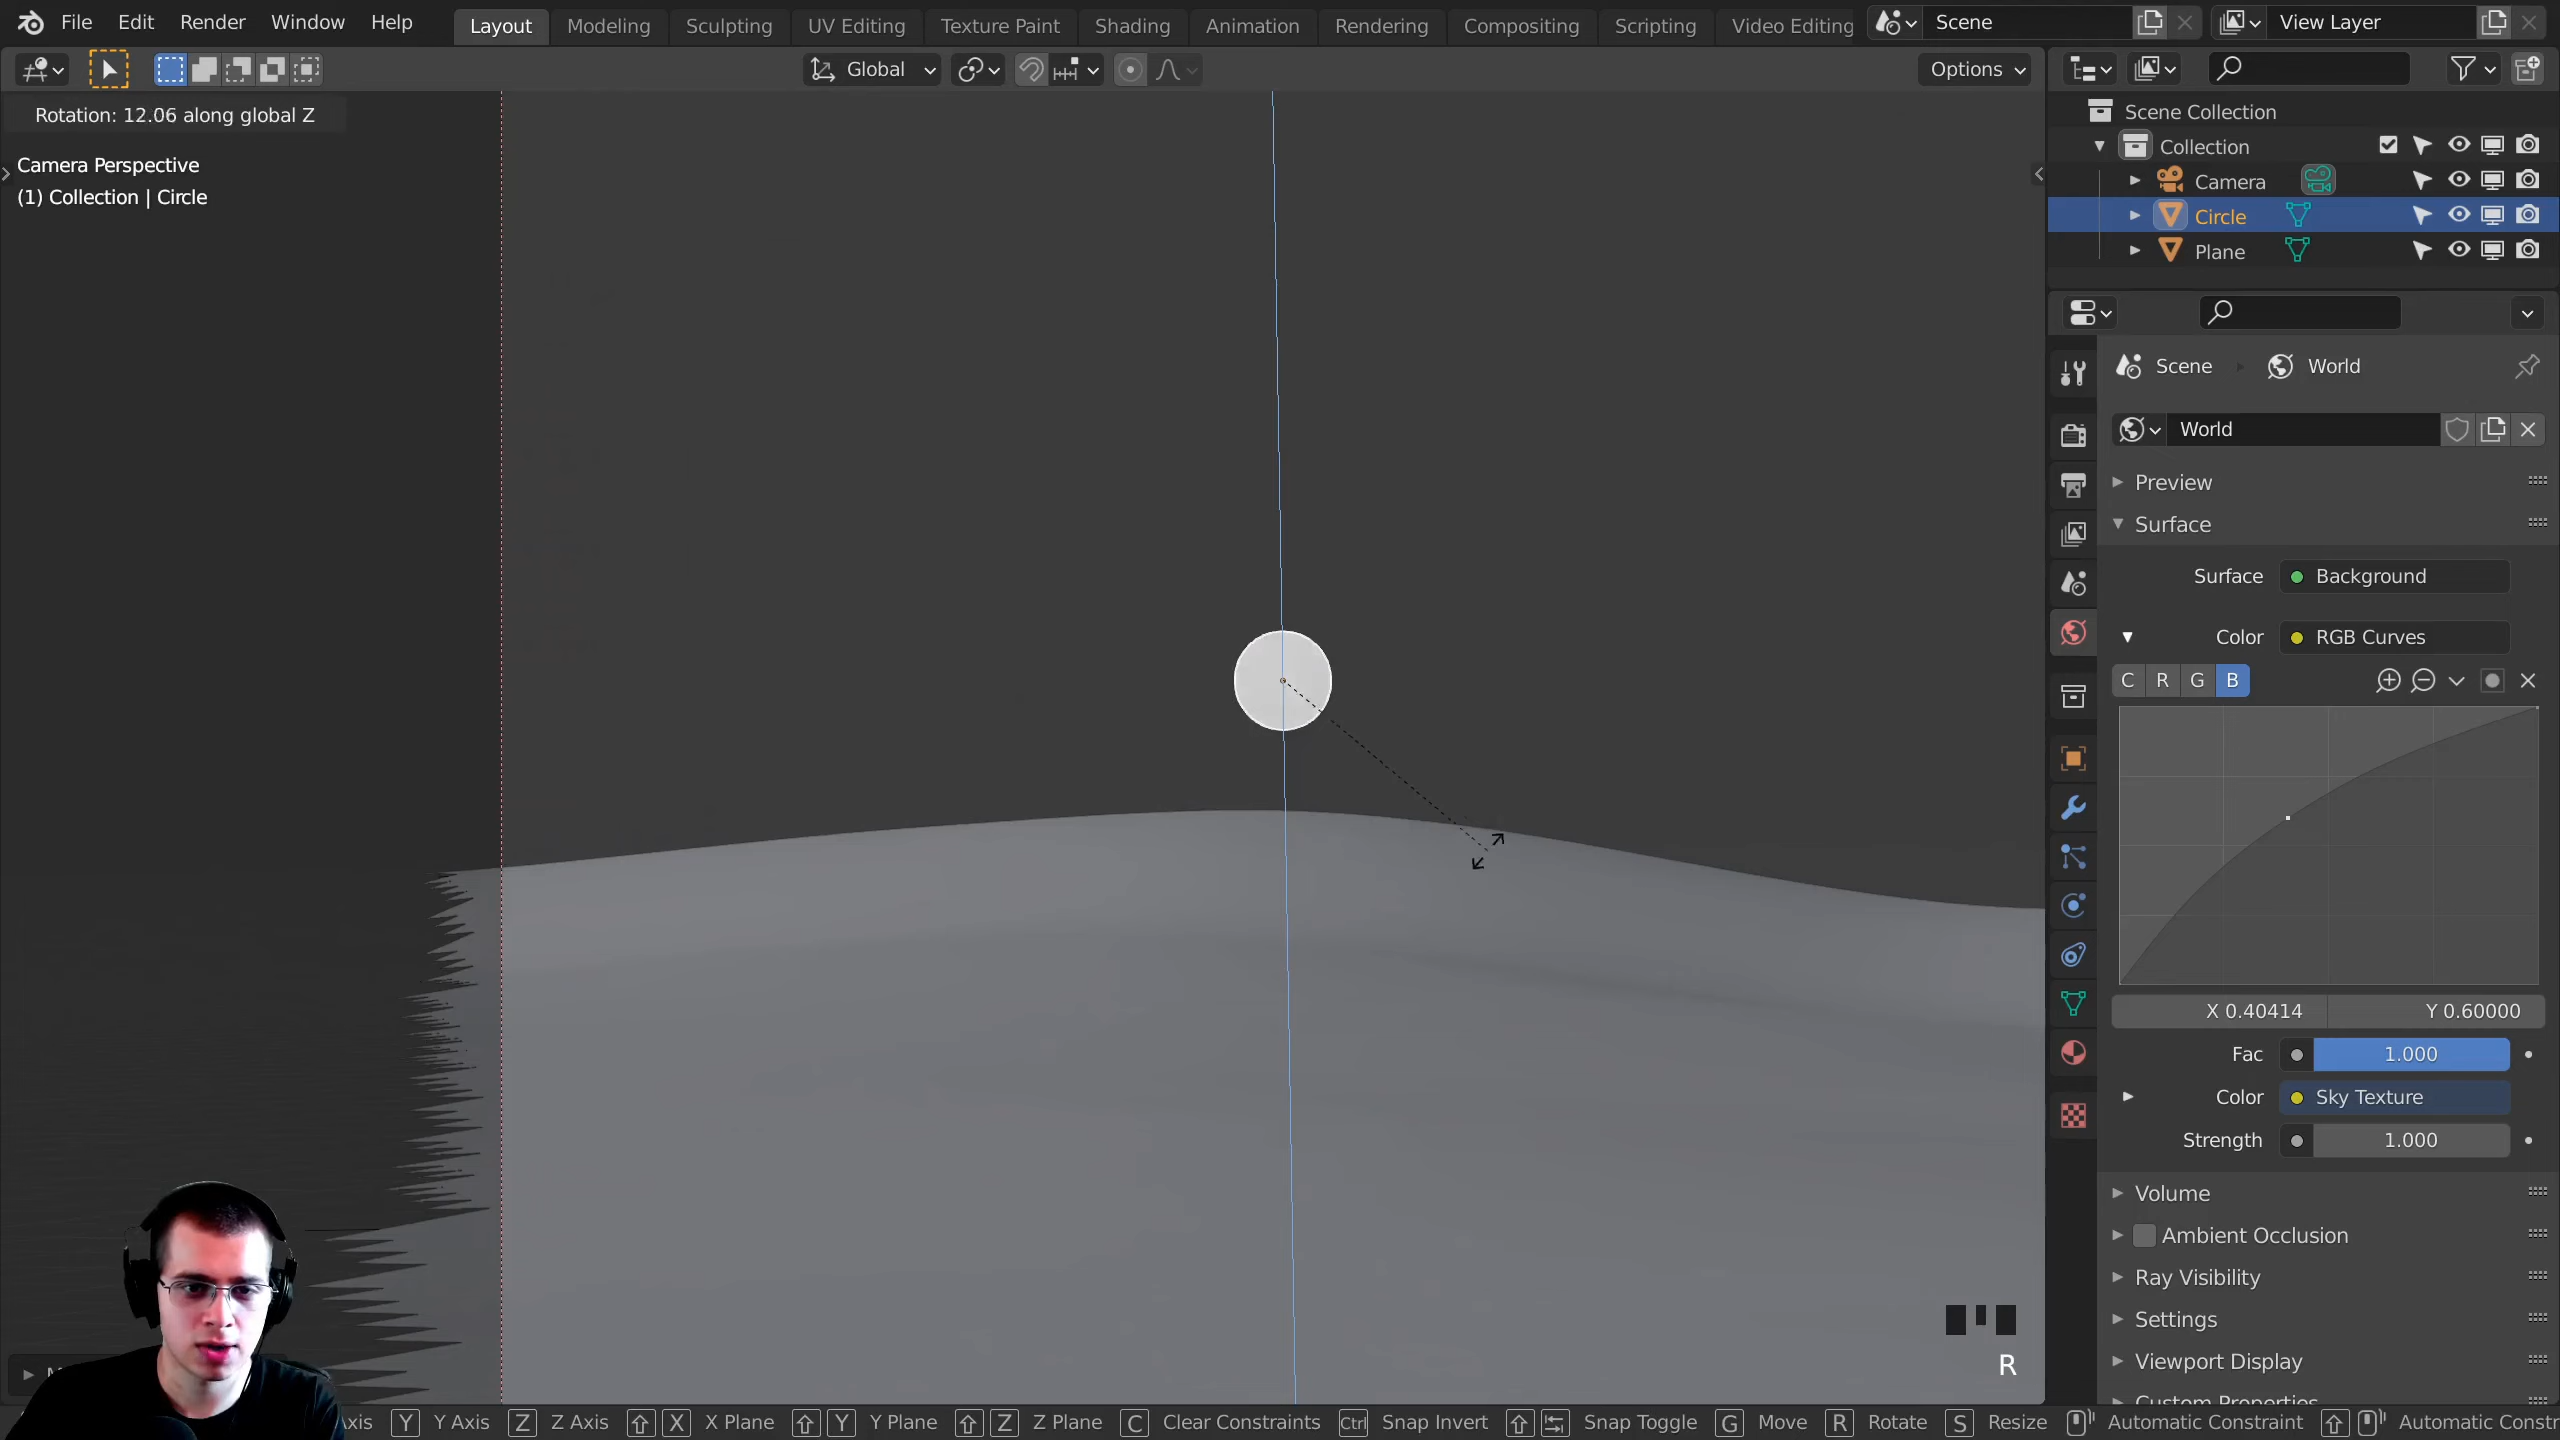 File Edit Render Window Help Layout Modeling Sculpting UV Editing Texture Paint Shading Animation Rendering Compositing Scripting Video Editing Scene View Layer
Global Options
Rotation: 12.06 along global Z
Camera Perspective
(1) Collection | Circle
Scene Collection
Collection
Camera
Circle
Plane
Scene World
World
Preview
Surface
Surface Background
Color RGB Curves
C R G B
X 0.40414 Y 0.60000
Fac 1.000
Color Sky Texture
Strength 1.000
Volume
Ambient Occlusion
Ray Visibility
Settings
Viewport Display
Custom Properties
R
Y Y Axis Z Z Axis X X Plane Y Y Plane Z Z Plane C Clear Constraints Ctrl Snap Invert Snap Toggle G Move R Rotate S Resize Automatic Constraint Automatic Constr